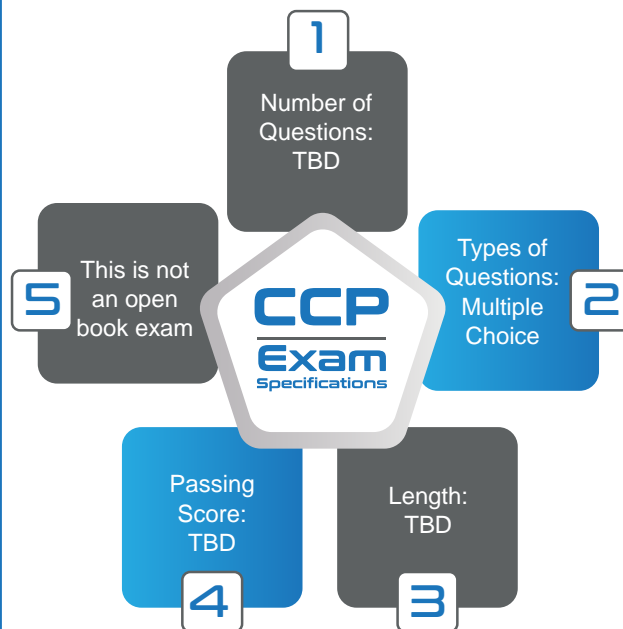 1
Number of
Questions:
TBD
Types of
Questions:
Multiple
Choice
2
Length:
TBD
3
Passing
Score:
TBD
4
This is not
an open
book exam
5
CCP
Exam
Specifications